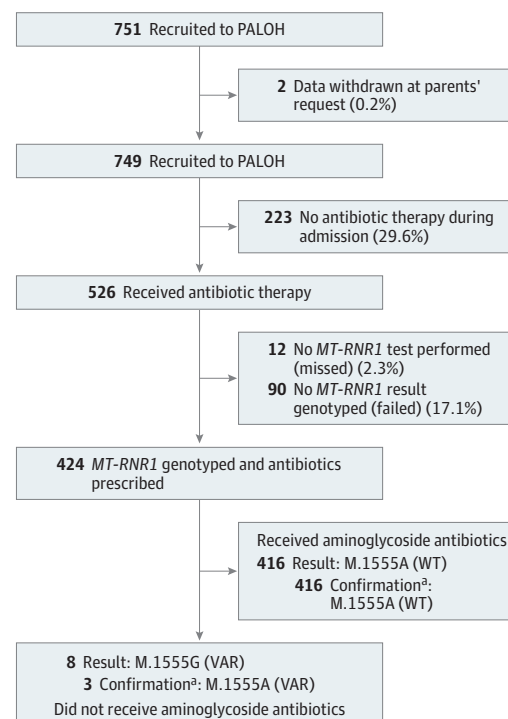 751 Recruited to PALOH
2 Data withdrawn at parents'
request (0.2%)
749 Recruited to PALOH
223 No antibiotic therapy during
admission (29.6%)
526 Received antibiotic therapy
12 No MT-RNR1 test performed
(missed) (2.3%)
90 No MT-RNR1 result
genotyped (failed) (17.1%)
424 MT-RNR1 genotyped and antibiotics
prescribed
Received aminoglycoside antibiotics
416 Result: M.1555A (WT)
416 Confirmationª:
M.1555A (WT)
8 Result: M.1555G (VAR)
3 Confirmationª: M.1555A (VAR)
Did not receive aminoglycoside antibiotics